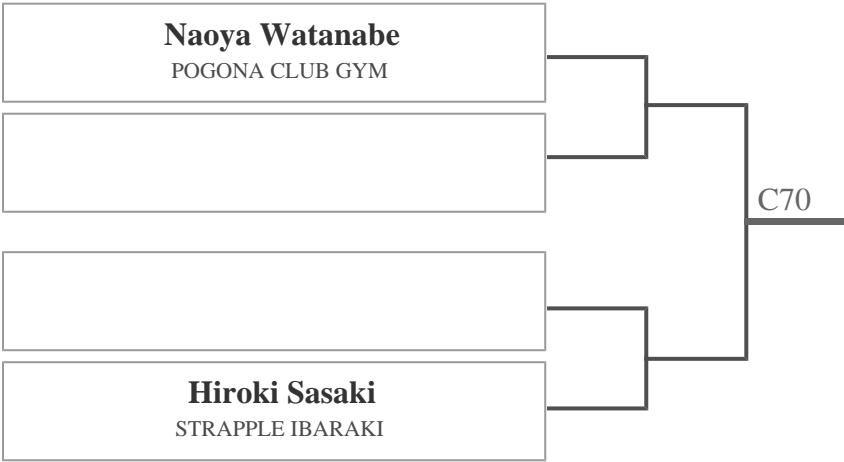 Naoya Watanabe
POGONA CLUB GYM
C70
Hiroki Sasaki
STRAPPLE IBARAKI